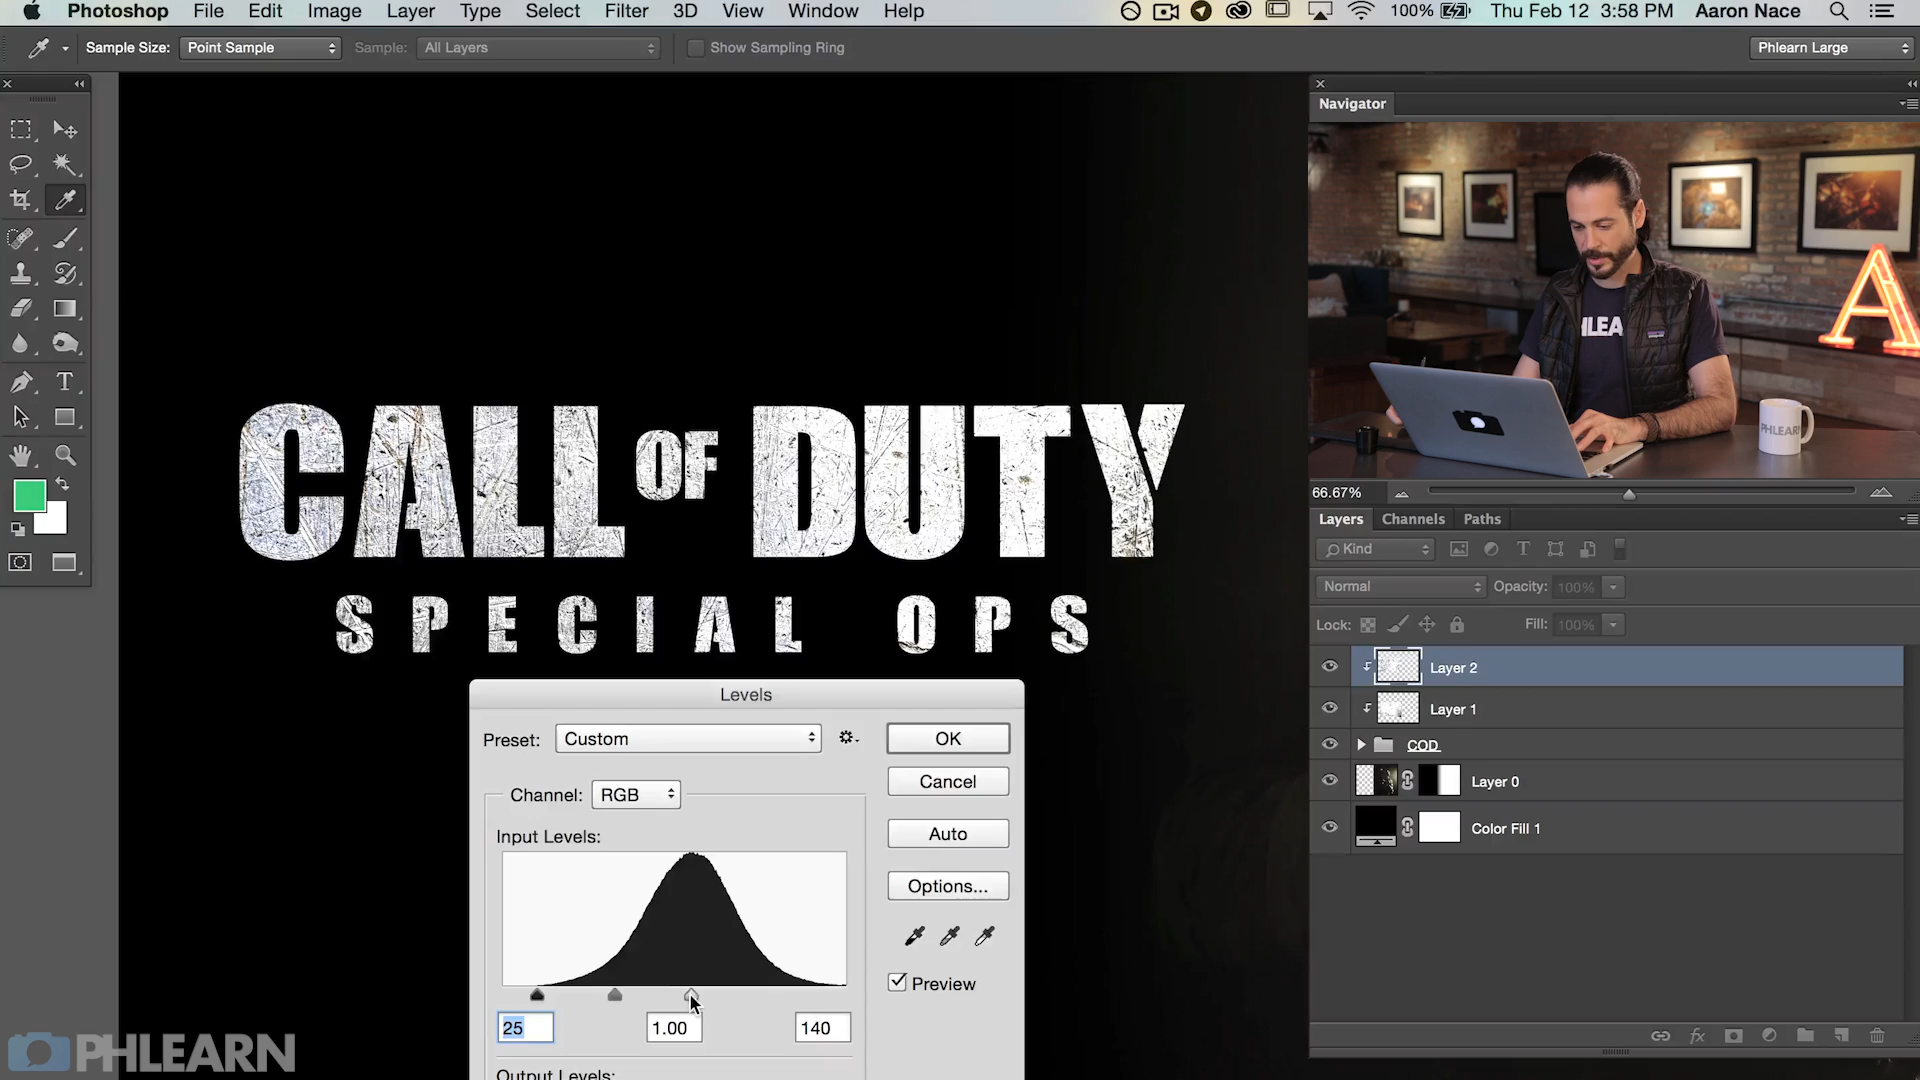 Photoshop File Edit Image Layer Type Select Filter 3D View Window Help 100% Thu Feb 12 3:58 PM Aaron Nace
Sample Size: Point Sample Sample: All Layers Show Sampling Ring Phlearn Large
Navigator
HLEA
PHLEARN
A
66.67%
Layers Channels Paths
Kind
Normal Opacity: 100%
Lock: Fill: 100%
Layer 2
Layer 1
COD
Layer 0
Color Fill 1
CALL OF DUTY
SPECIAL OPS
Levels
Preset: Custom OK
Cancel
Channel: RGB
Auto
Input Levels:
Options...
Preview
25 1.00 140
Output Levels:
PHLEARN